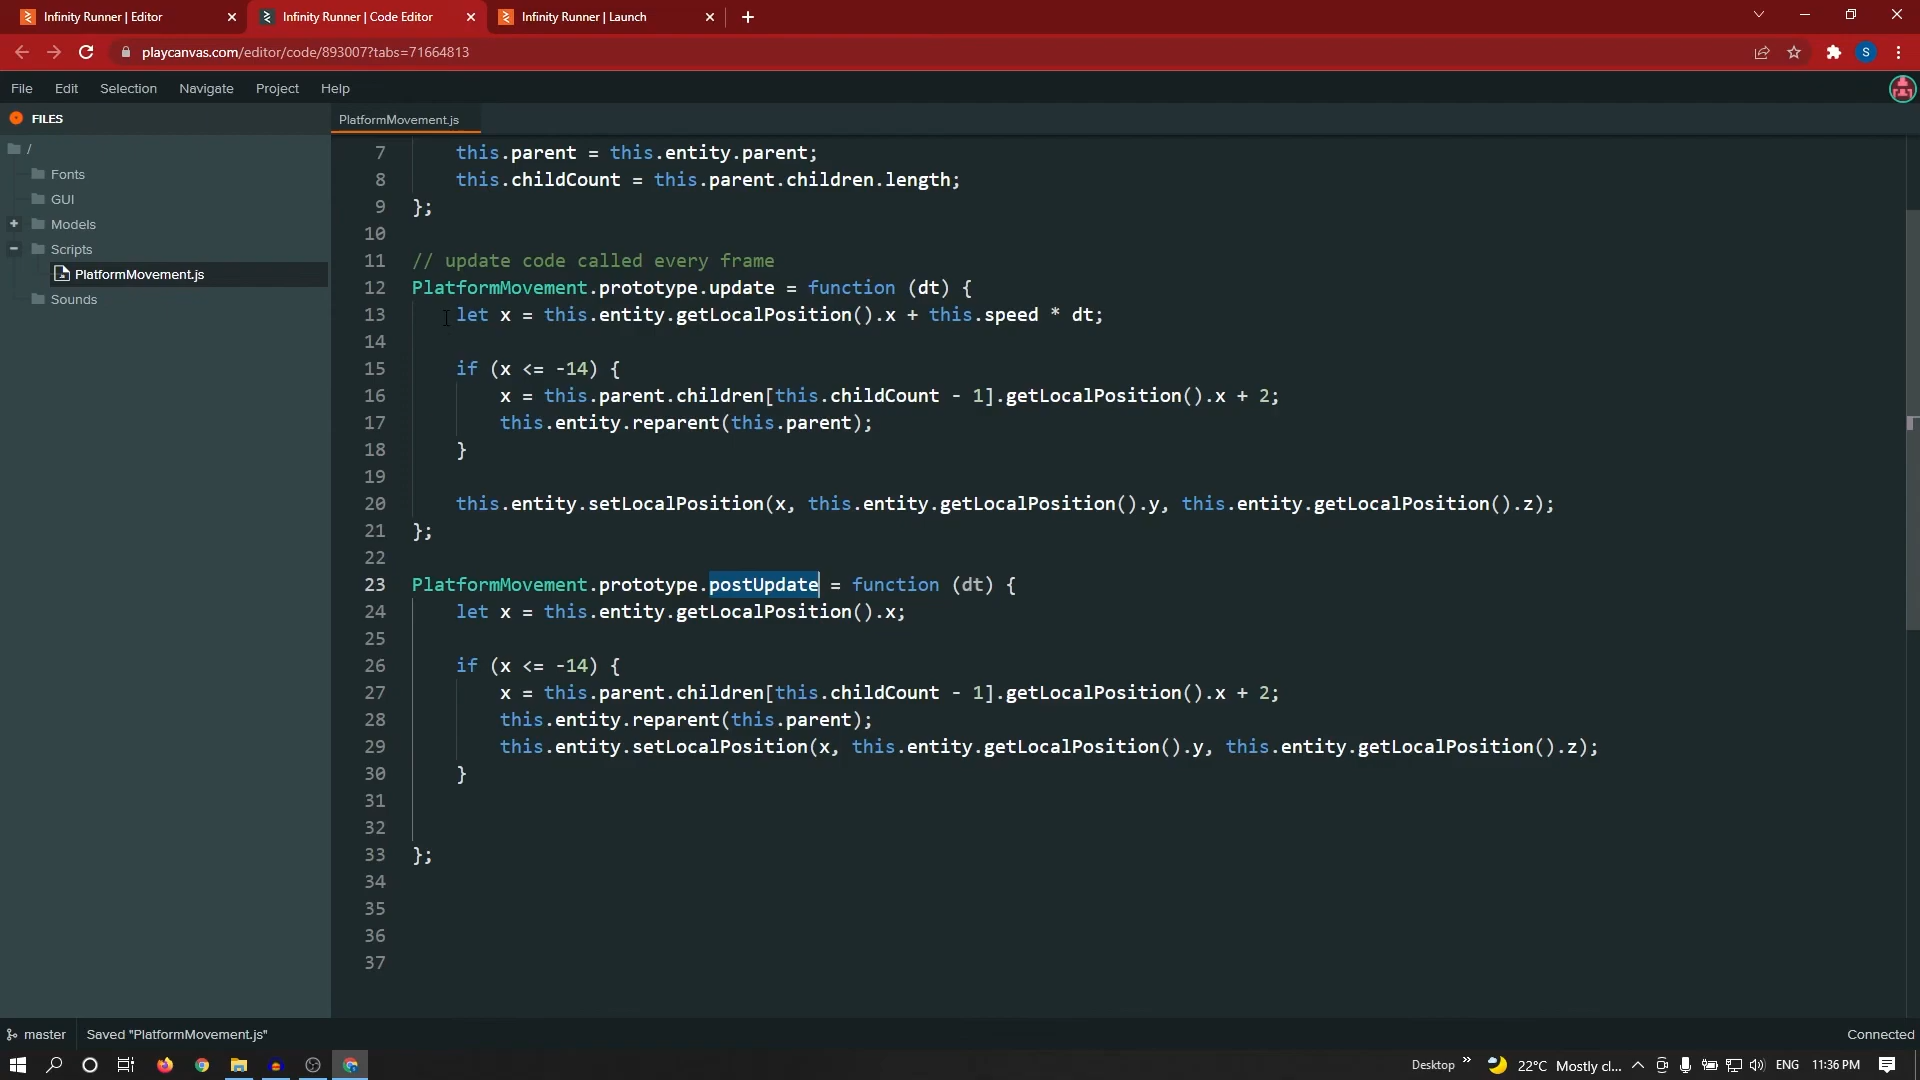 Infinity Runner | Editor
Infinity Runner | Code Editor
Infinity Runner | Launch
playcanvas.com/editor/code/893007?tabs=71664813
S
File Edit Selection Navigate Project Help
FILES
PlatformMovement.js
/
Fonts
GUI
Models
Scripts
PlatformMovement.js
Sounds
7 this.parent = this.entity.parent;
8 this.childCount = this.parent.children.length;
9 };
10
11 // update code called every frame
12 PlatformMovement.prototype.update = function (dt) {
13 let x = this.entity.getLocalPosition().x + this.speed * dt;
14
15 if (x <= -14) {
16 x = this.parent.children[this.childCount - 1].getLocalPosition().x + 2;
17 this.entity.reparent(this.parent);
18 }
19
20 this.entity.setLocalPosition(x, this.entity.getLocalPosition().y, this.entity.getLocalPosition().z);
21 };
22
23 PlatformMovement.prototype.postUpdate = function (dt) {
24 let x = this.entity.getLocalPosition().x;
25
26 if (x <= -14) {
27 x = this.parent.children[this.childCount - 1].getLocalPosition().x + 2;
28 this.entity.reparent(this.parent);
29 this.entity.setLocalPosition(x, this.entity.getLocalPosition().y, this.entity.getLocalPosition().z);
30 }
31
32
33 };
34
35
36
37
master Saved "PlatformMovement.js" Connected
Desktop » 22°C Mostly cl... ENG 11:36 PM